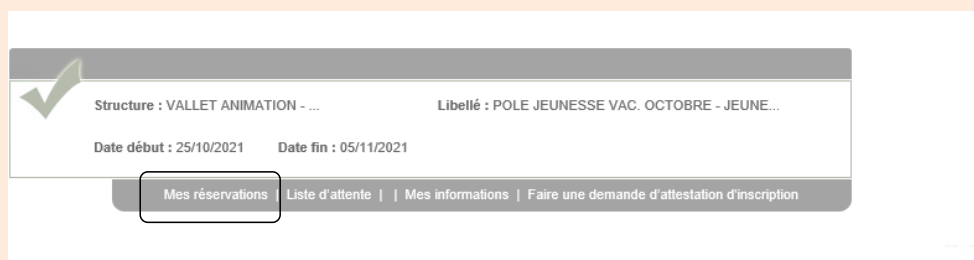 Structure : VALLET ANIMATION - ... Libellé : POLE JEUNESSE VAC. OCTOBRE - JEUNE...
Date début : 25/10/2021 Date fin : 05/11/2021
Mes réservations | Liste d'attente | | Mes informations | Faire une demande d'attestation d'inscription